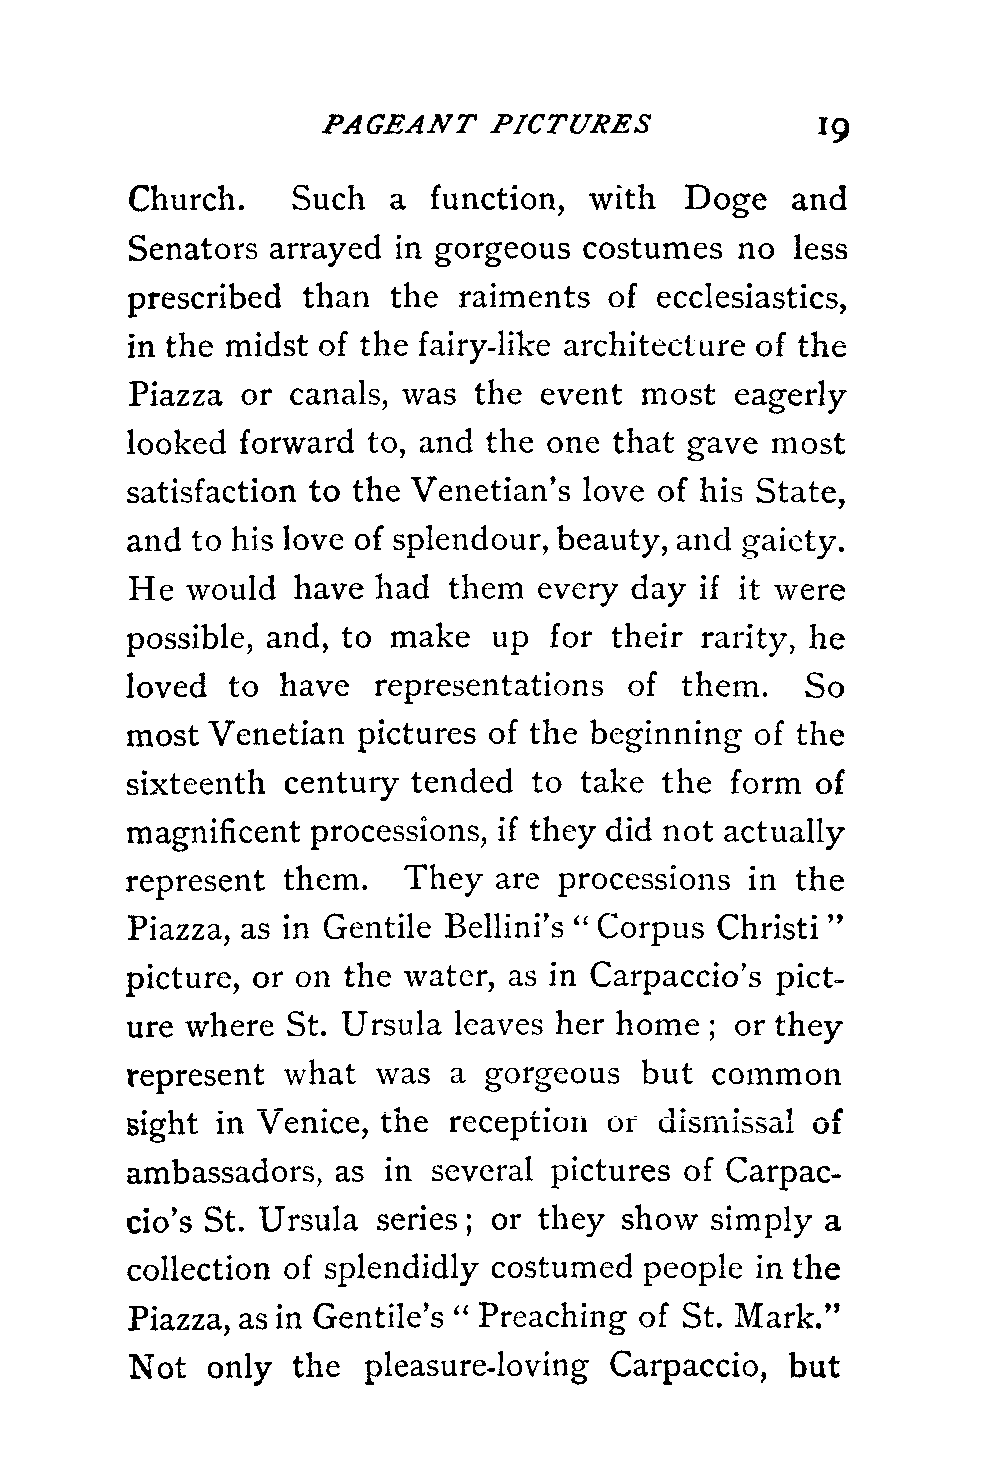 PAGEANT PICTURES 19
Church. Such a function, with Doge and
Senators arrayed in gorgeous costumes no less
prescribed than the raiments of ecclesiastics,
in the midst of the fairy-like architecture of the
Piazza or canals, was the event most eagerly
looked forward to, and the one that gave most
satisfaction to the Venetian's love of his State,
and to his love of splendour, beauty, and gaiety.
He would have had them every day if it were
possible, and, to make up for their rarity, he
loved to have representations of them. So
most Venetian pictures of the beginning of the
sixteenth century tended to take the form of
magnificent processions, if they did not actually
represent them. They are processions in the
Piazza, as in Gentile Bellini's “ Corpus Christi ”
picture, or on the water, as in Carpaccio's pict-
ure where St. Ursula leaves her home ; or they
represent what was a gorgeous but common
sight in Venice, the reception or dismissal of
ambassadors, as in several pictures of Carpac-
cio's St. Ursula series ; or they show simply a
collection of splendidly costumed people in the
Piazza, as in Gentile's “ Preaching of St. Mark.”
Not only the pleasure-loving Carpaccio, but